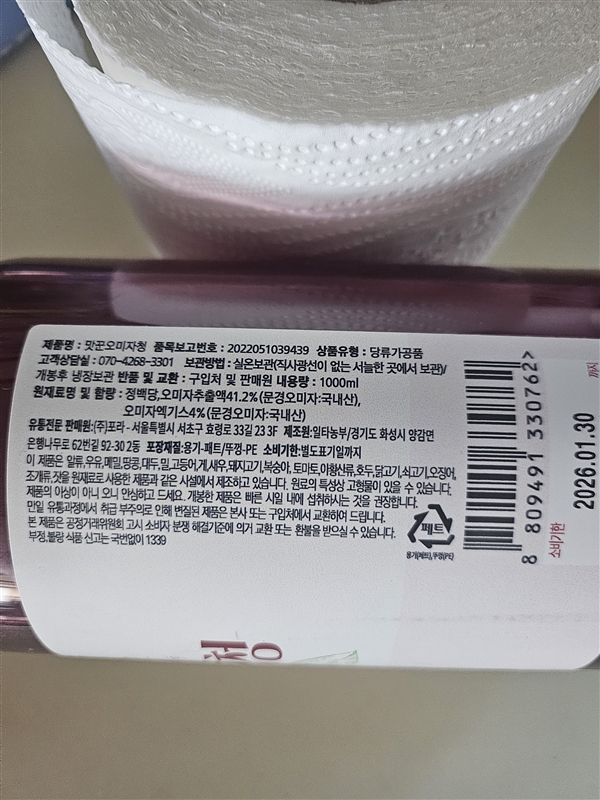 제품명 : 맛꾼오미자청 품목보고번호 : 2022051039439 상품유형 : 당류가공품
고객상담실 : 070-4268-3301 보관방법 : 실온보관(직사광선이 없는 서늘한 곳에서 보관)/
개봉후 냉장보관 반품 및 교환 : 구입처 및 판매원 내용량 : 1000ml
원재료명 및 함량 : 정백당,오미자추출액41.2% (문경오미자:국내산),
오미자엑기스4% (문경오미자:국내산)
유통전문 판매원:(주)포라 - 서울특별시 서초구 효령로 33길 23 3F 제조원:일타농부/경기도 화성시 양감면
은행나무로 62번길 92-30 2동 포장재질:용기-페트/뚜껑-PE 소비기한:별도표기일까지
이 제품은 알류,우유,메밀,땅콩,대두,밀,고등어,게,새우,돼지고기,복숭아,토마토,아황산류,호두,닭고기,쇠고기,오징어,
조개류,잣을 원재료로 사용한 제품과 같은 시설에서 제조하고 있습니다. 원료의 특성상 고형물이 있을 수 있습니다.
제품의 이상이 아니 오니 안심하고 드세요. 개봉한 제품은 빠른 시일 내에 섭취하시는 것을 권장합니다.
만일 유통과정에서 취급 부주의로 인해 변질된 제품은 본사 또는 구입처에서 교환하여 드립니다.
본 제품은 공정거래위원회 고시 소비자 분쟁 해결기준에 의거 교환 또는 환불을 받으실 수 있습니다.
부정,불량 식품 신고는 국번없이 1339
페트
용기(페트),뚜껑(PE)
8 809491 330762>
소비기한
2026.01.30
까지
청